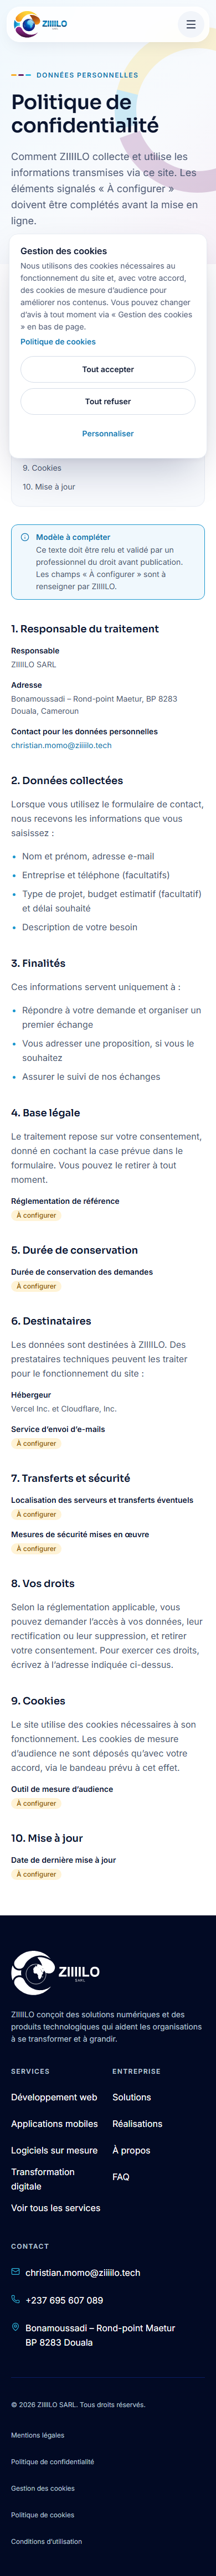 ZIIIILO
SARL
DONNÉES PERSONNELLES
Politique de
confidentialité
Comment ZIIIILO collecte et utilise les
informations transmises via ce site. Les
éléments signalés « À configurer »
doivent être complétés avant la mise en
ligne.
Gestion des cookies
Nous utilisons des cookies nécessaires au
fonctionnement du site et, avec votre accord,
des cookies de mesure d’audience pour
améliorer nos contenus. Vous pouvez changer
d’avis à tout moment via « Gestion des cookies
» en bas de page.
Politique de cookies
Tout accepter
Tout refuser
Personnaliser
9. Cookies
10. Mise à jour
Modèle à compléter
Ce texte doit être relu et validé par un
professionnel du droit avant publication.
Les champs « À configurer » sont à
renseigner par ZIIIILO.
1. Responsable du traitement
Responsable
ZIIIILO SARL
Adresse
Bonamoussadi – Rond-point Maetur, BP 8283
Douala, Cameroun
Contact pour les données personnelles
christian.momo@ziiiilo.tech
2. Données collectées
Lorsque vous utilisez le formulaire de contact,
nous recevons les informations que vous
saisissez :
• Nom et prénom, adresse e-mail
• Entreprise et téléphone (facultatifs)
• Type de projet, budget estimatif (facultatif)
et délai souhaité
• Description de votre besoin
3. Finalités
Ces informations servent uniquement à :
• Répondre à votre demande et organiser un
premier échange
• Vous adresser une proposition, si vous le
souhaitez
• Assurer le suivi de nos échanges
4. Base légale
Le traitement repose sur votre consentement,
donné en cochant la case prévue dans le
formulaire. Vous pouvez le retirer à tout
moment.
Réglementation de référence
À configurer
5. Durée de conservation
Durée de conservation des demandes
À configurer
6. Destinataires
Les données sont destinées à ZIIIILO. Des
prestataires techniques peuvent les traiter
pour le fonctionnement du site :
Hébergeur
Vercel Inc. et Cloudflare, Inc.
Service d’envoi d’e-mails
À configurer
7. Transferts et sécurité
Localisation des serveurs et transferts éventuels
À configurer
Mesures de sécurité mises en œuvre
À configurer
8. Vos droits
Selon la réglementation applicable, vous
pouvez demander l’accès à vos données, leur
rectification ou leur suppression, et retirer
votre consentement. Pour exercer ces droits,
écrivez à l’adresse indiquée ci-dessus.
9. Cookies
Le site utilise des cookies nécessaires à son
fonctionnement. Les cookies de mesure
d’audience ne sont déposés qu’avec votre
accord, via le bandeau prévu à cet effet.
Outil de mesure d’audience
À configurer
10. Mise à jour
Date de dernière mise à jour
À configurer
ZIIIILO
SARL
ZIIIILO conçoit des solutions numériques et des
produits technologiques qui aident les organisations
à se transformer et à grandir.
SERVICES
Développement web
Applications mobiles
Logiciels sur mesure
Transformation
digitale
Voir tous les services
ENTREPRISE
Solutions
Réalisations
À propos
FAQ
CONTACT
christian.momo@ziiiilo.tech
+237 695 607 089
Bonamoussadi – Rond-point Maetur
BP 8283 Douala
© 2026 ZIIIILO SARL. Tous droits réservés.
Mentions légales
Politique de confidentialité
Gestion des cookies
Politique de cookies
Conditions d’utilisation